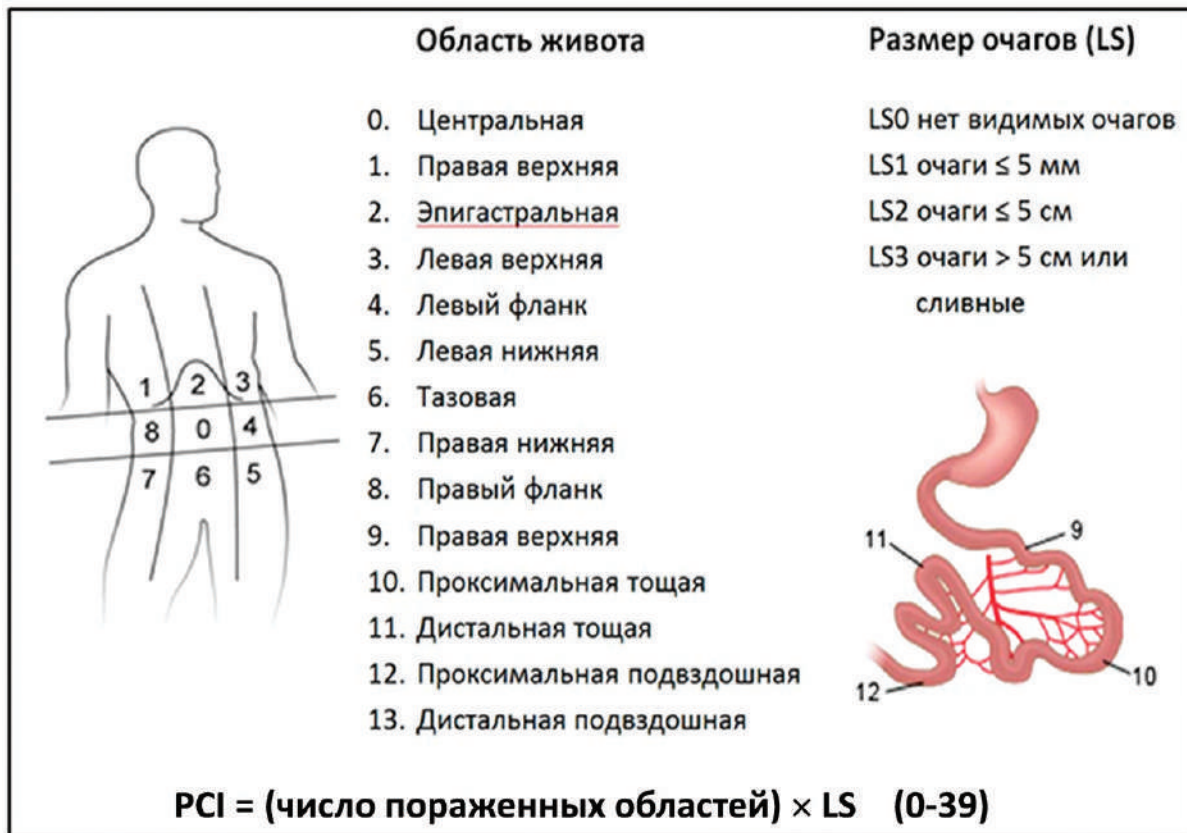 Область живота
Размер очагов (LS)
0. Центральная
1. Правая верхняя
2. Эпигастральная
3. Левая верхняя
4. Левый фланк
5. Левая нижняя
6. Тазовая
7. Правая нижняя
8. Правый фланк
9. Правая верхняя
10. Проксимальная тощая
11. Дистальная тощая
12. Проксимальная подвздошная
13. Дистальная подвздошная
LS0 нет видимых очагов
LS1 очаги ≤ 5 мм
LS2 очаги ≤ 5 см
LS3 очаги > 5 см или
сливные
1 2 3
8 0 4
7 6 5
9
11
10
12
PCI = (число пораженных областей) × LS (0-39)